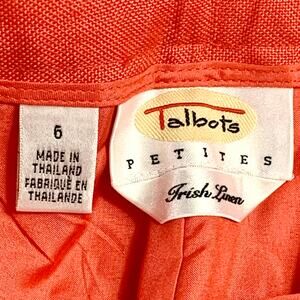 6
MADE IN
THAILAND
FABRIQUÉ EN
THAILANDE
Talbots
PETITES
Irish Linen